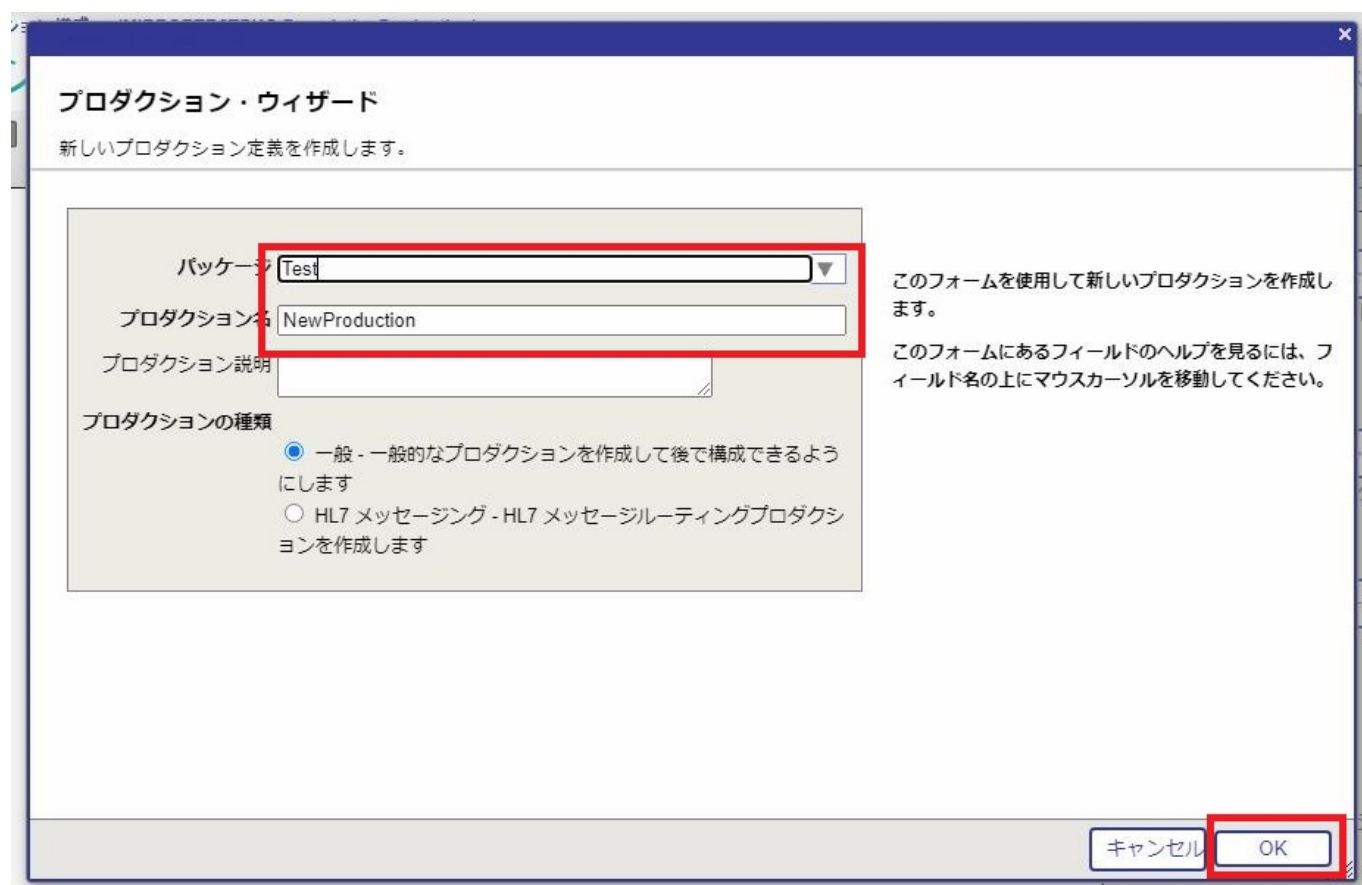 ×
プロダクション・ウィザード
新しいプロダクション定義を作成します。
パッケージ Test ▼
プロダクション名 NewProduction
プロダクション説明
プロダクションの種類
一般 - 一般的なプロダクションを作成して後で構成できるよう
にします
HL7 メッセージング - HL7 メッセージルーティングプロダクシ
ョンを作成します
このフォームを使用して新しいプロダクションを作成し
ます。
このフォームにあるフィールドのヘルプを見るには、フ
ィールド名の上にマウスカーソルを移動してください。
キャンセル OK